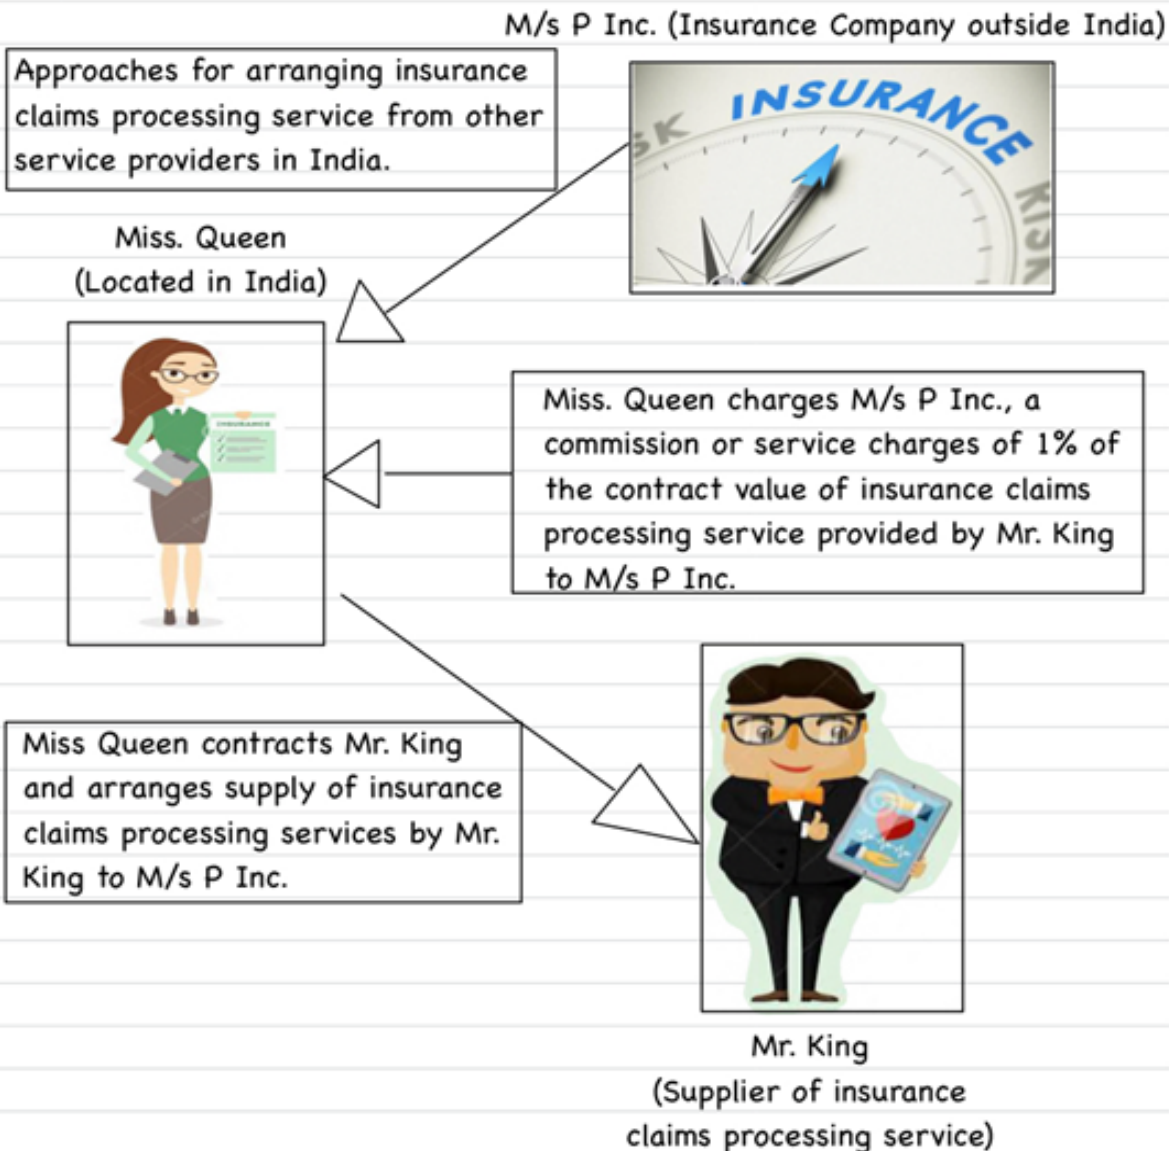 M/s P Inc. (Insurance Company outside India)
Approaches for arranging insurance
claims processing service from other
service providers in India.
INSURANCE
SK
RISK
Miss. Queen
(Located in India)
INSURANCE
Miss. Queen charges M/s P Inc., a
commission or service charges of 1% of
the contract value of insurance claims
processing service provided by Mr. King
to M/s P Inc.
Miss Queen contracts Mr. King
and arranges supply of insurance
claims processing services by Mr.
King to M/s P Inc.
Mr. King
(Supplier of insurance
claims processing service)